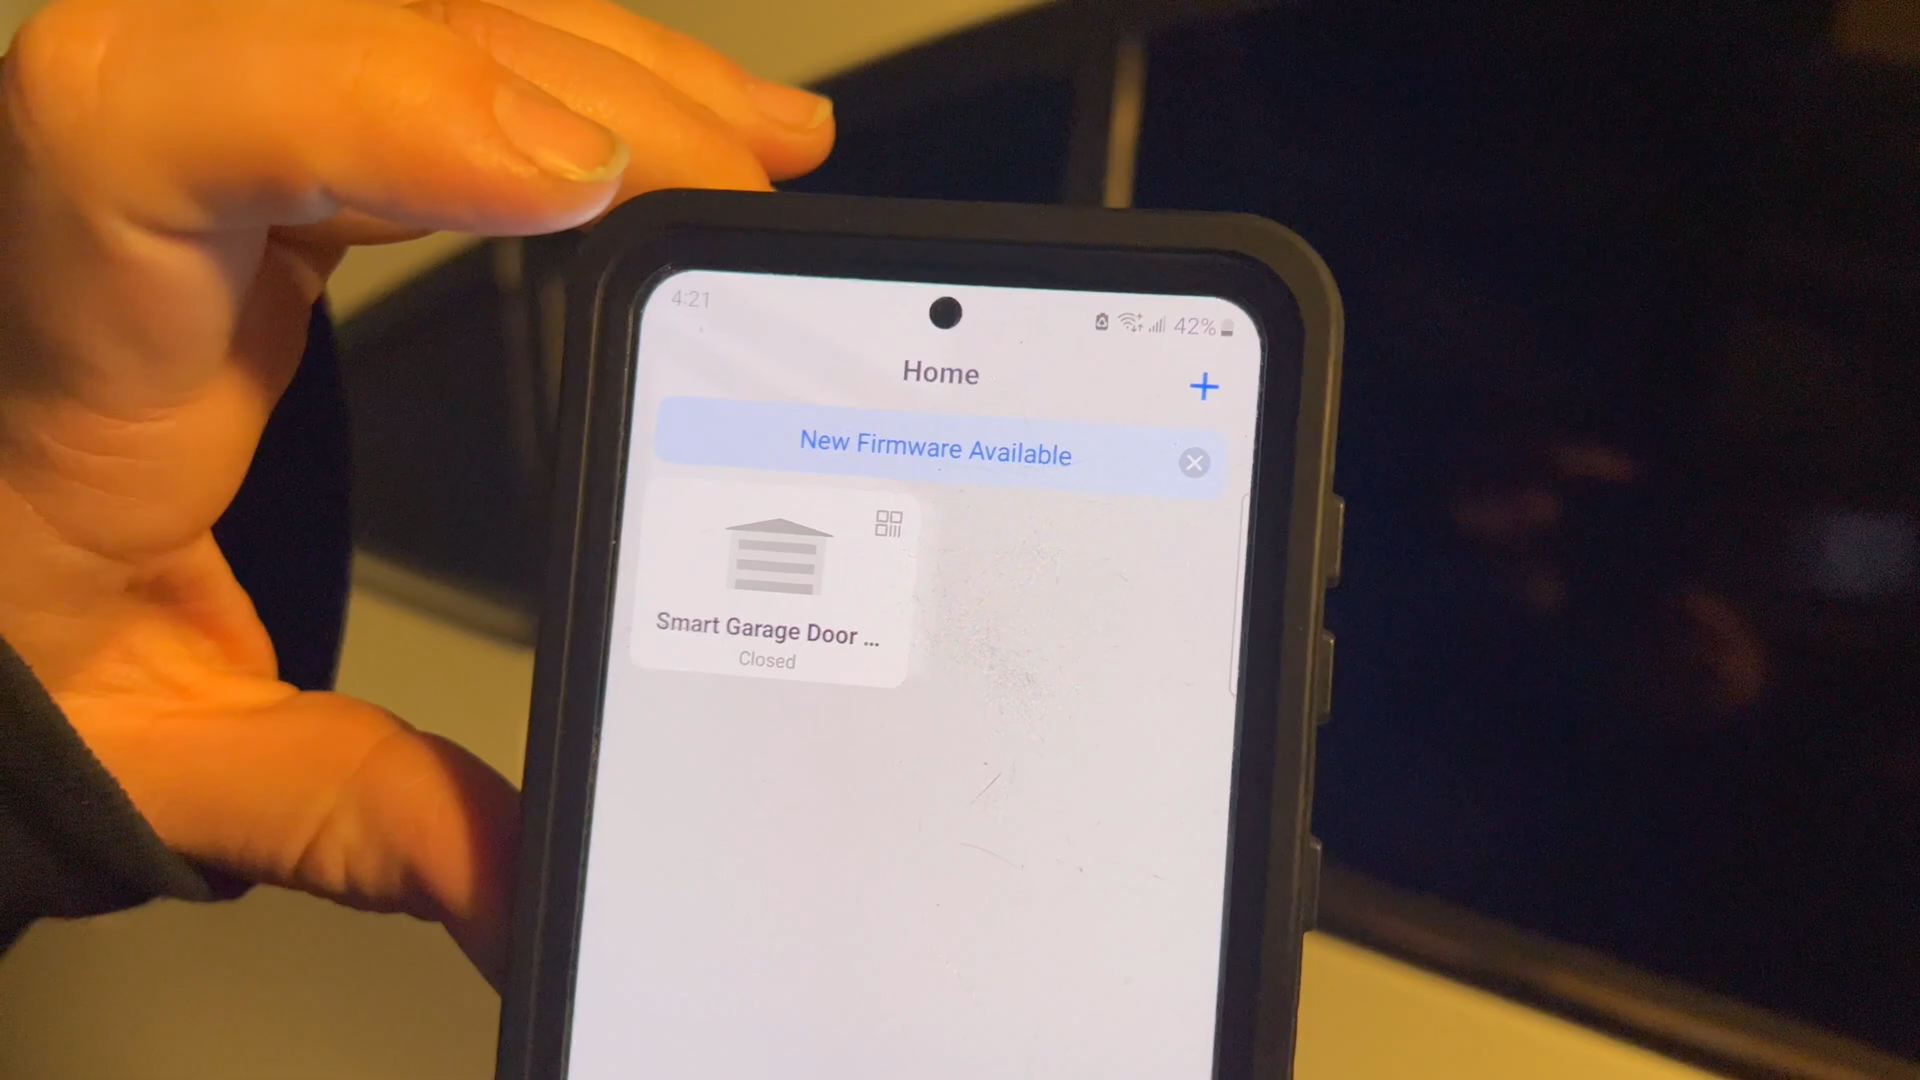 4:21
42%
Home
New Firmware Available
Smart Garage Door ...
Closed